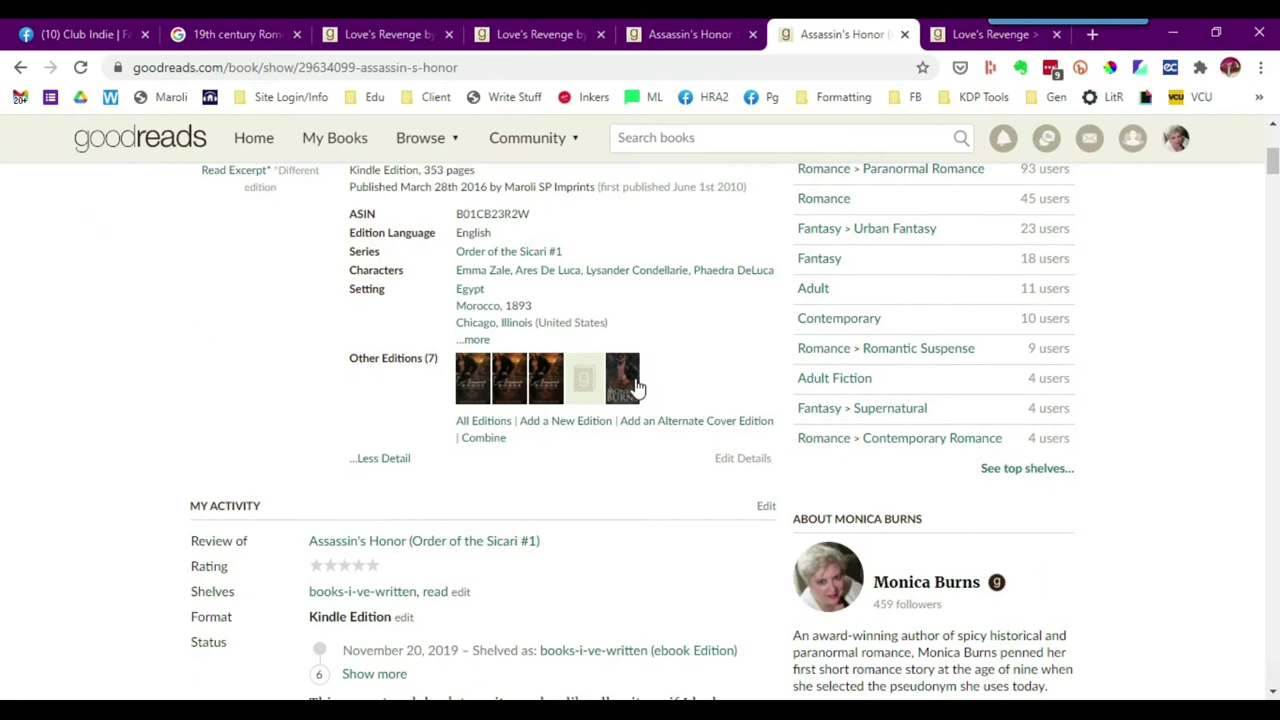 (10) Club Indie | Fa
19th century Rom
Love's Revenge by
Love's Revenge by
Assassin's Honor
Assassin's Honor (
Love's Revenge >
goodreads.com/book/show/29634099-assassin-s-honor
20+
Maroli
Site Login/Info
Edu
Client
Write Stuff
Inkers
ML
HRA2
Pg
Formatting
FB
KDP Tools
Gen
LitR
VCU
9
goodreads
Home
My Books
Browse
Community
Search books
Read Excerpt* *Different
edition
Kindle Edition, 353 pages
Published March 28th 2016 by Maroli SP Imprints (first published June 1st 2010)
ASIN B01CB23R2W
Edition Language English
Series Order of the Sicari #1
Characters Emma Zale, Ares De Luca, Lysander Condellarie, Phaedra DeLuca
Setting Egypt
Morocco, 1893
Chicago, Illinois (United States)
...more
Other Editions (7)
All Editions | Add a New Edition | Add an Alternate Cover Edition
| Combine
...Less Detail Edit Details
MY ACTIVITY Edit
Review of Assassin's Honor (Order of the Sicari #1)
Rating
Shelves books-i-ve-written, read edit
Format Kindle Edition edit
Status
November 20, 2019 – Shelved as: books-i-ve-written (ebook Edition)
6 Show more
Romance > Paranormal Romance 93 users
Romance 45 users
Fantasy > Urban Fantasy 23 users
Fantasy 18 users
Adult 11 users
Contemporary 10 users
Romance > Romantic Suspense 9 users
Adult Fiction 4 users
Fantasy > Supernatural 4 users
Romance > Contemporary Romance 4 users
See top shelves...
ABOUT MONICA BURNS
Monica Burns
459 followers
An award-winning author of spicy historical and
paranormal romance, Monica Burns penned her
first short romance story at the age of nine when
she selected the pseudonym she uses today.